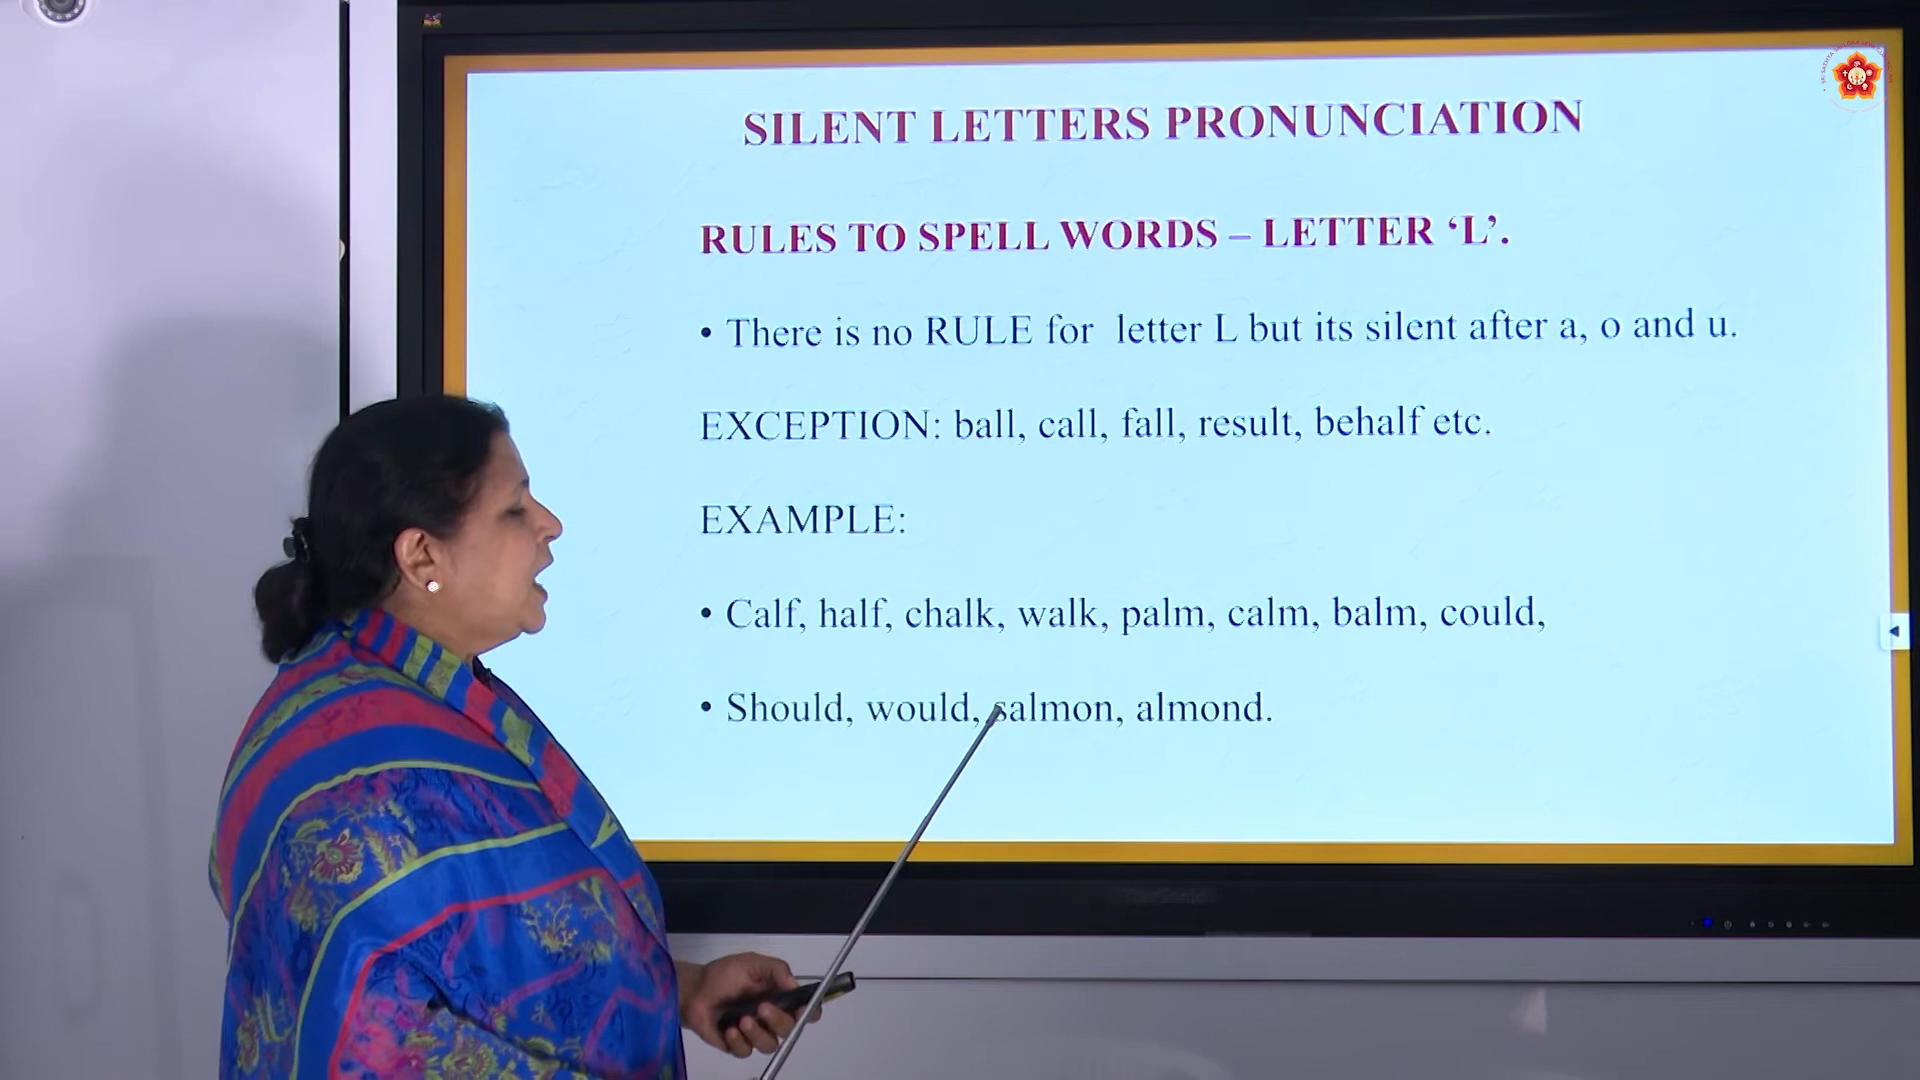 SILENT LETTERS PRONUNCIATION
RULES TO SPELL WORDS – LETTER ‘L’.
• There is no RULE for letter L but its silent after a, o and u.
EXCEPTION: ball, call, fall, result, behalf etc.
EXAMPLE:
• Calf, half, chalk, walk, palm, calm, balm, could,
• Should, would, salmon, almond.